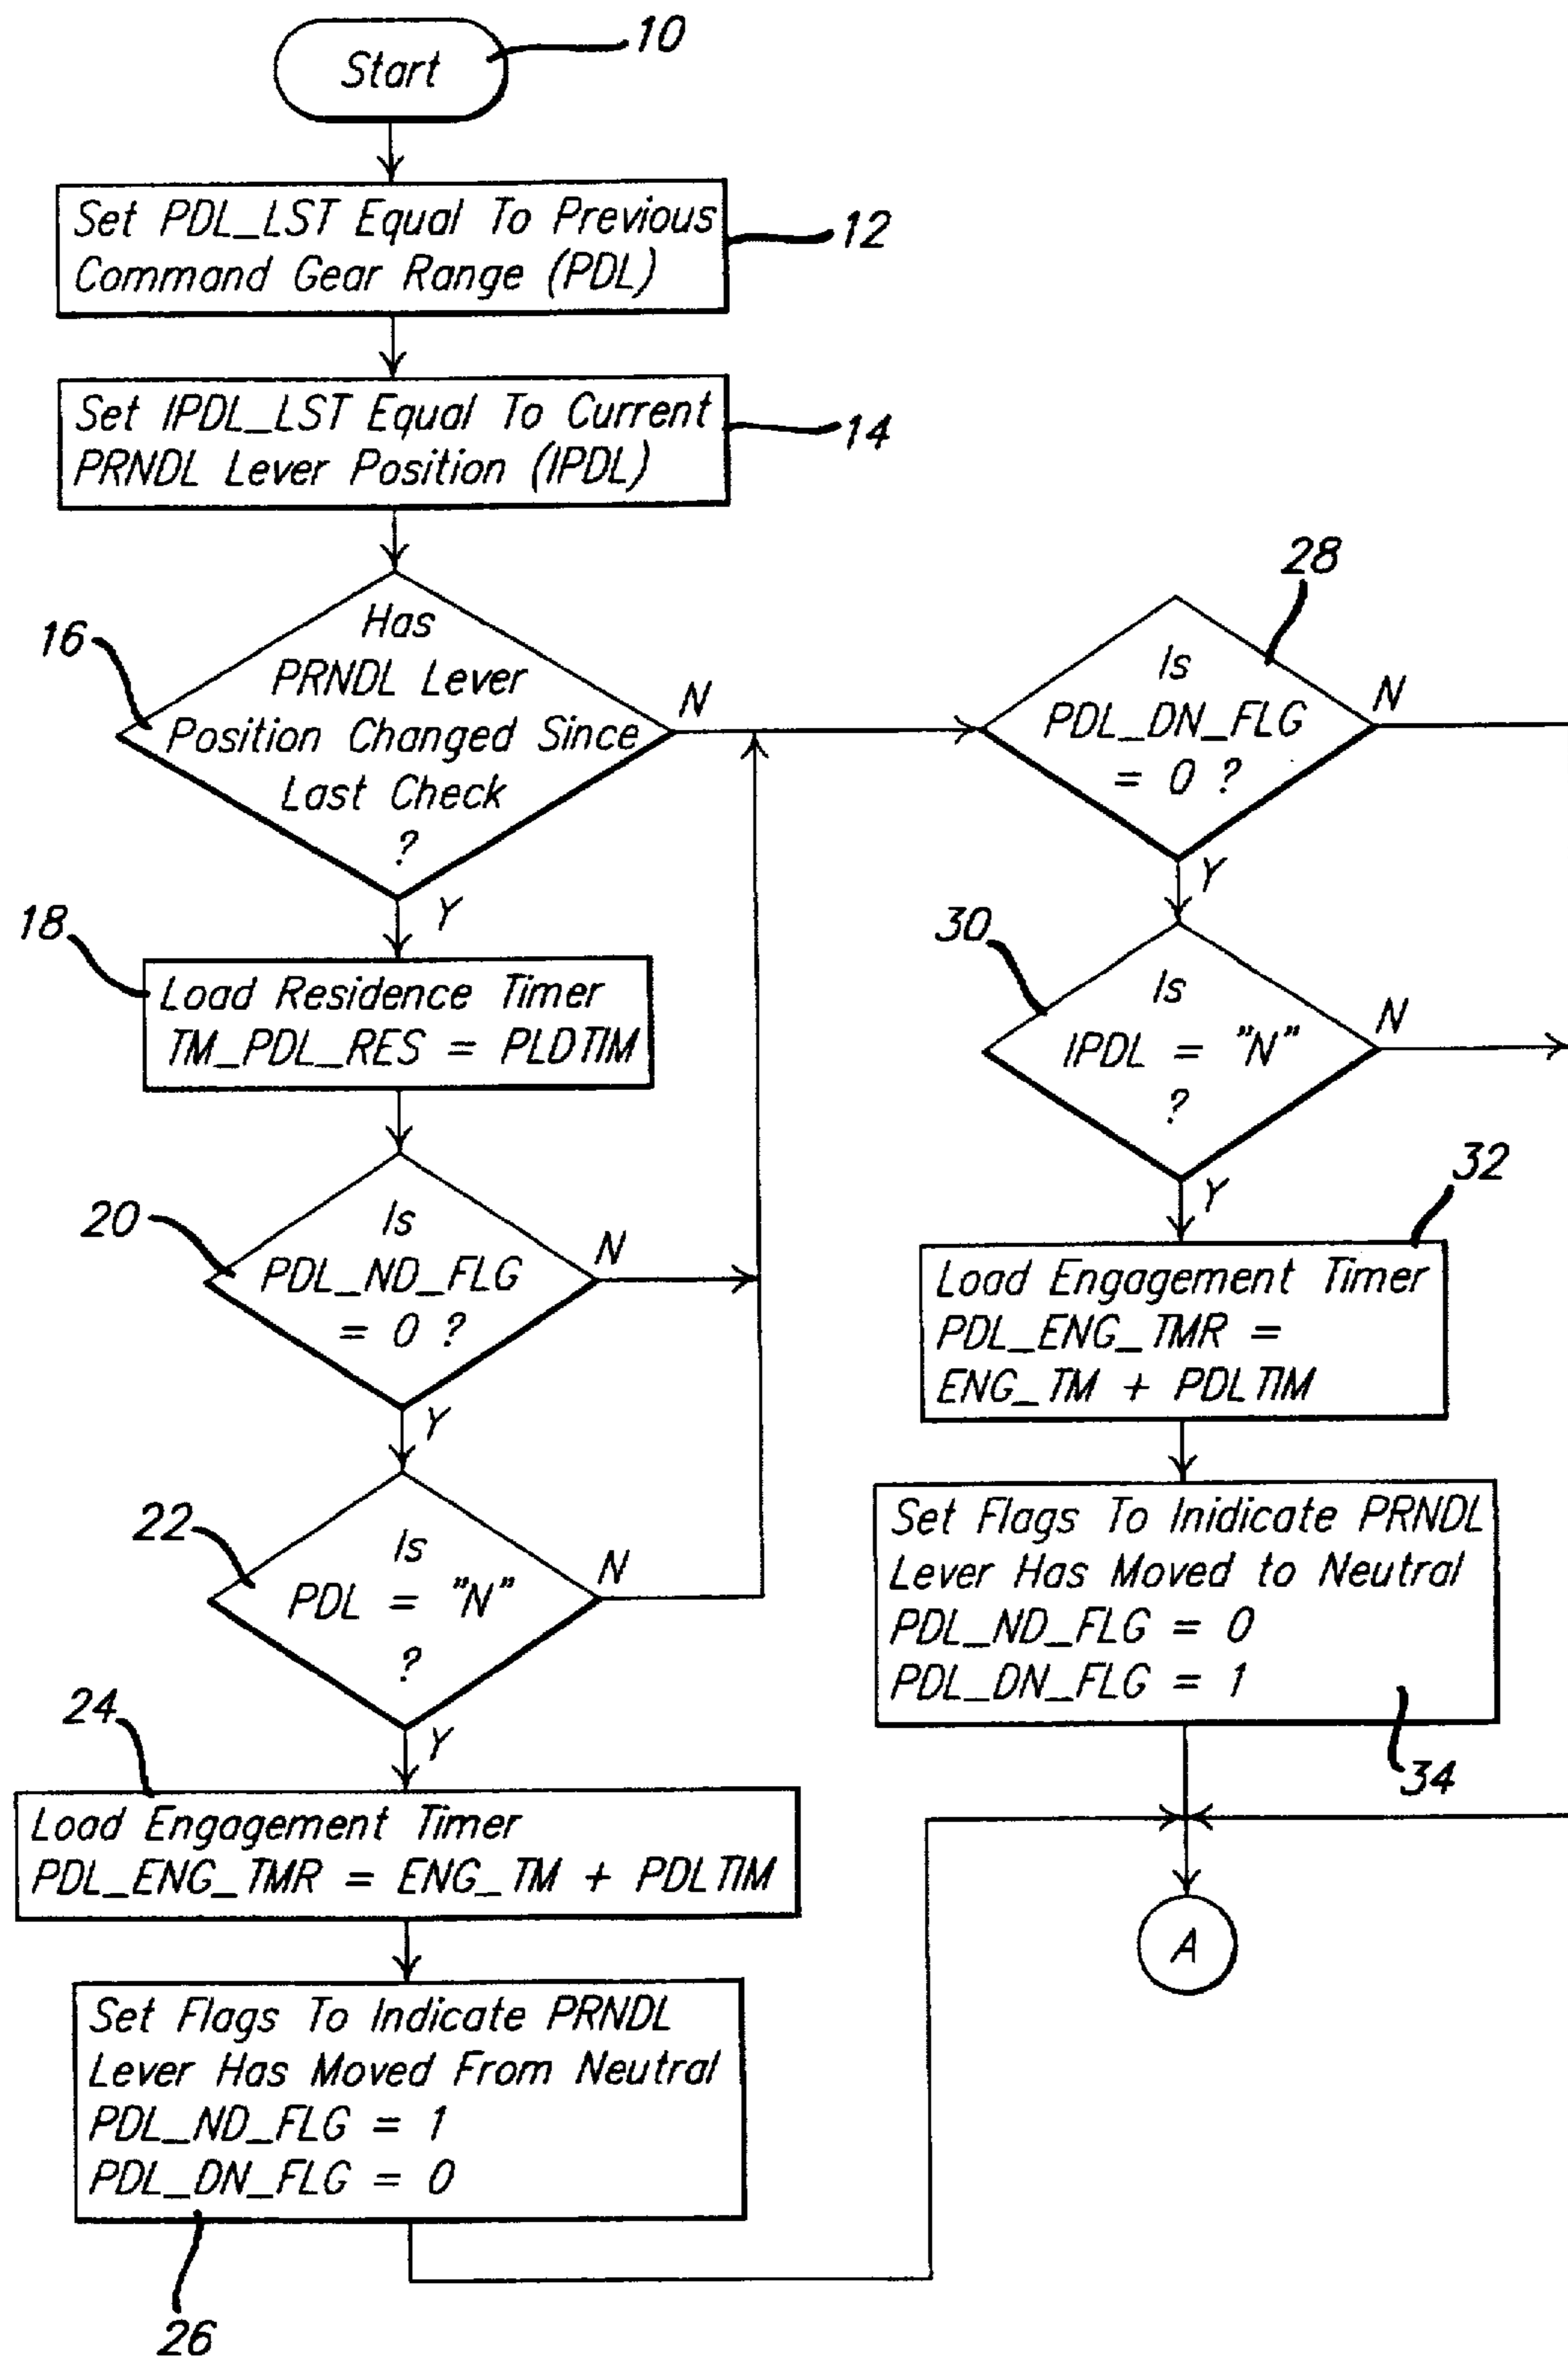 Start
10
Set PDL_LST Equal To Previous
Command Gear Range (PDL)
12
Set IPDL_LST Equal To Current
PRNDL Lever Position (IPDL)
14
16
Has
PRNDL Lever
Position Changed Since
Last Check
?
N
Y
18
Load Residence Timer
TM_PDL_RES = PLDTIM
20
Is
PDL_ND_FLG
= 0 ?
N
Y
22
Is
PDL = "N"
?
N
Y
24
Load Engagement Timer
PDL_ENG_TMR = ENG_TM + PDLTIM
Set Flags To Indicate PRNDL
Lever Has Moved From Neutral
PDL_ND_FLG = 1
PDL_DN_FLG = 0
26
28
Is
PDL_DN_FLG
= 0 ?
N
Y
30
Is
IPDL = "N"
?
N
Y
32
Load Engagement Timer
PDL_ENG_TMR =
ENG_TM + PDLTIM
Set Flags To Inidicate PRNDL
Lever Has Moved to Neutral
PDL_ND_FLG = 0
PDL_DN_FLG = 1
34
A